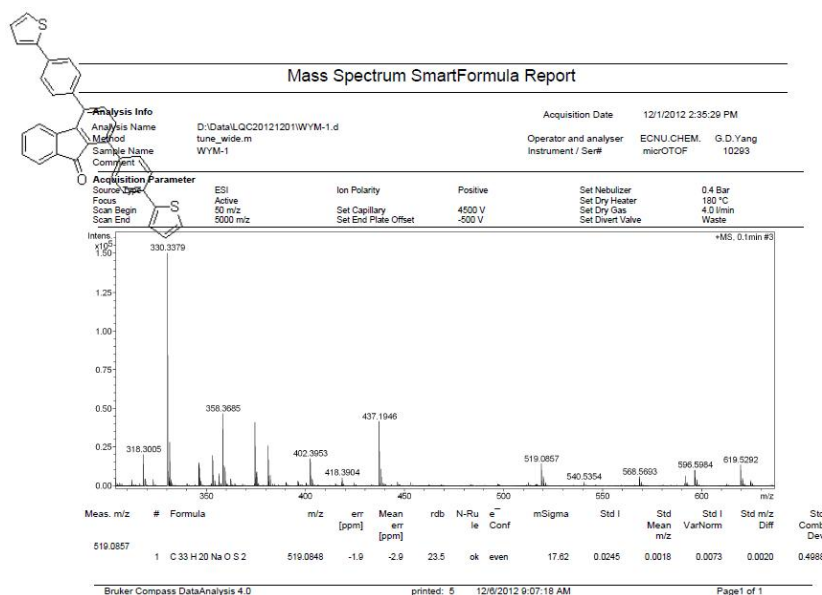 S
Mass Spectrum SmartFormula Report
Analysis Info
Acquisition Date 12/1/2012 2:35:29 PM
Analysis Name D:\Data\LQC20121201\WYM-1.d
Method tune_wide.m Operator and analyser ECNU.CHEM. G.D.Yang
Sample Name WYM-1 Instrument / Ser# micrOTOF 10293
Comment
O
Acquisition Parameter
Source Type ESI Ion Polarity Positive Set Nebulizer 0.4 Bar
Focus Active Set Dry Heater 180 °C
Scan Begin 50 m/z Set Capillary 4500 V Set Dry Gas 4.0 l/min
Scan End 5000 m/z Set End Plate Offset -500 V Set Divert Valve Waste
S
Intens. +MS, 0.1min #3
x10⁵
330.3379
1.50
1.25
1.00
0.75
0.50
358.3685
437.1946
0.25
318.3005
402.3953
519.0857
619.5292
418.3904
540.5354
568.5693
596.5984
0.00
350 400 450 500 550 600 m/z
Meas. m/z # Formula m/z err [ppm] Mean err [ppm] rdb N-Rule e⁻ Conf mSigma Std I Std Mean m/z Std I VarNorm Std m/z Diff Std Comb Dev
519.0857
1 C 33 H 20 Na O S 2 519.0848 -1.9 -2.9 23.5 ok even 17.62 0.0245 0.0018 0.0073 0.0020 0.4988
Bruker Compass DataAnalysis 4.0 printed: 5 12/6/2012 9:07:18 AM Page1 of 1